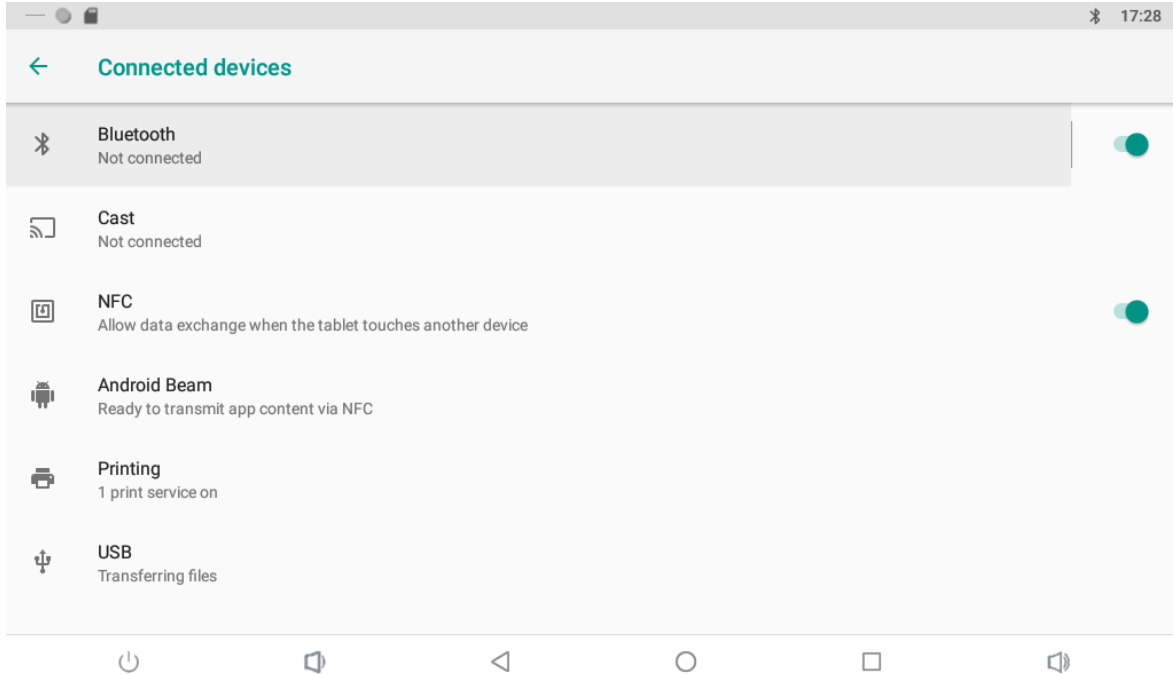 17:28
Connected devices
Bluetooth
Not connected
Cast
Not connected
NFC
Allow data exchange when the tablet touches another device
Android Beam
Ready to transmit app content via NFC
Printing
1 print service on
USB
Transferring files